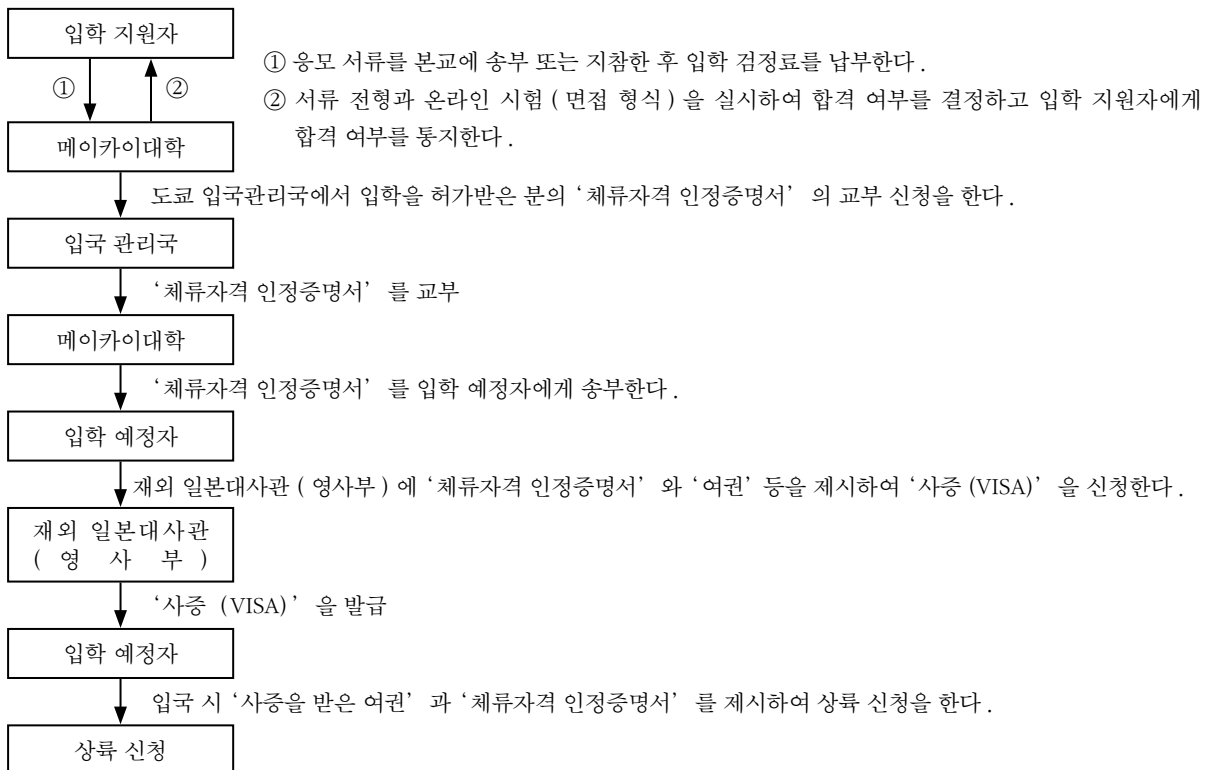 입학 지원자
① ②
① 응모 서류를 본교에 송부 또는 지참한 후 입학 검정료를 납부한다.
② 서류 전형과 온라인 시험 (면접 형식)을 실시하여 합격 여부를 결정하고 입학 지원자에게
합격 여부를 통지한다.
메이카이대학
도쿄 입국관리국에서 입학을 허가받은 분의 ‘체류자격 인정증명서’의 교부 신청을 한다.
입국 관리국
‘체류자격 인정증명서’를 교부
메이카이대학
‘체류자격 인정증명서’를 입학 예정자에게 송부한다.
입학 예정자
재외 일본대사관 (영사부)에 ‘체류자격 인정증명서’와 ‘여권’ 등을 제시하여 ‘사증 (VISA)’을 신청한다.
재외 일본대사관
(영 사 부)
‘사증 (VISA)’을 발급
입학 예정자
입국 시 ‘사증을 받은 여권’과 ‘체류자격 인정증명서’를 제시하여 상륙 신청을 한다.
상륙 신청